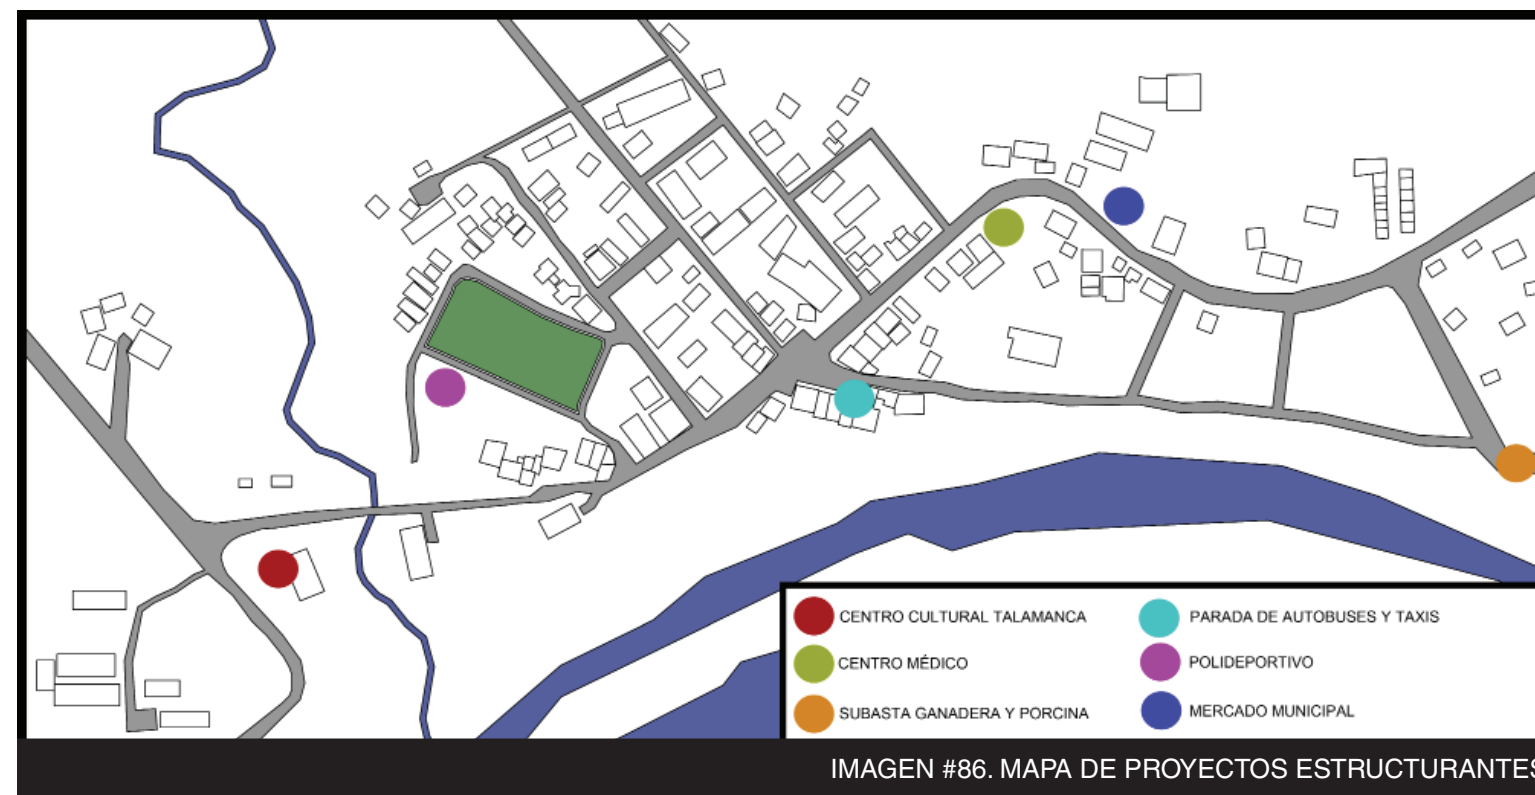 CENTRO CULTURAL TALAMANCA
CENTRO MÉDICO
SUBASTA GANADERA Y PORCINA
PARADA DE AUTOBUSES Y TAXIS
POLIDEPORTIVO
MERCADO MUNICIPAL
IMAGEN #86. MAPA DE PROYECTOS ESTRUCTURANTES